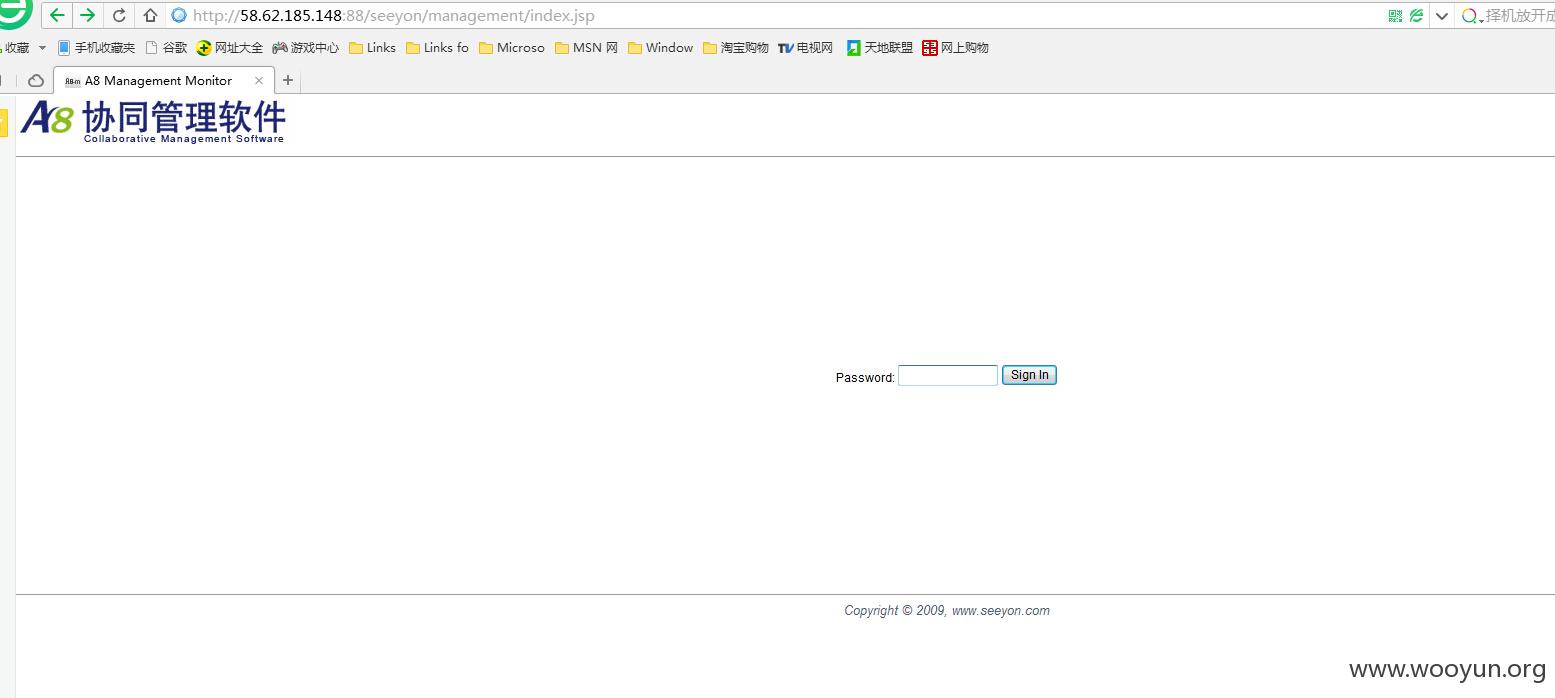 http://58.62.185.148:88/seeyon/management/index.jsp
择机放开成
收藏 手机收藏夹 谷歌 网址大全 游戏中心 Links Links fo Microso MSN 网 Window 淘宝购物 TV 电视网 天地联盟 网上购物
A8 Management Monitor
A8 协同管理软件
Collaborative Management Software
Password: Sign In
Copyright © 2009, www.seeyon.com
www.wooyun.org